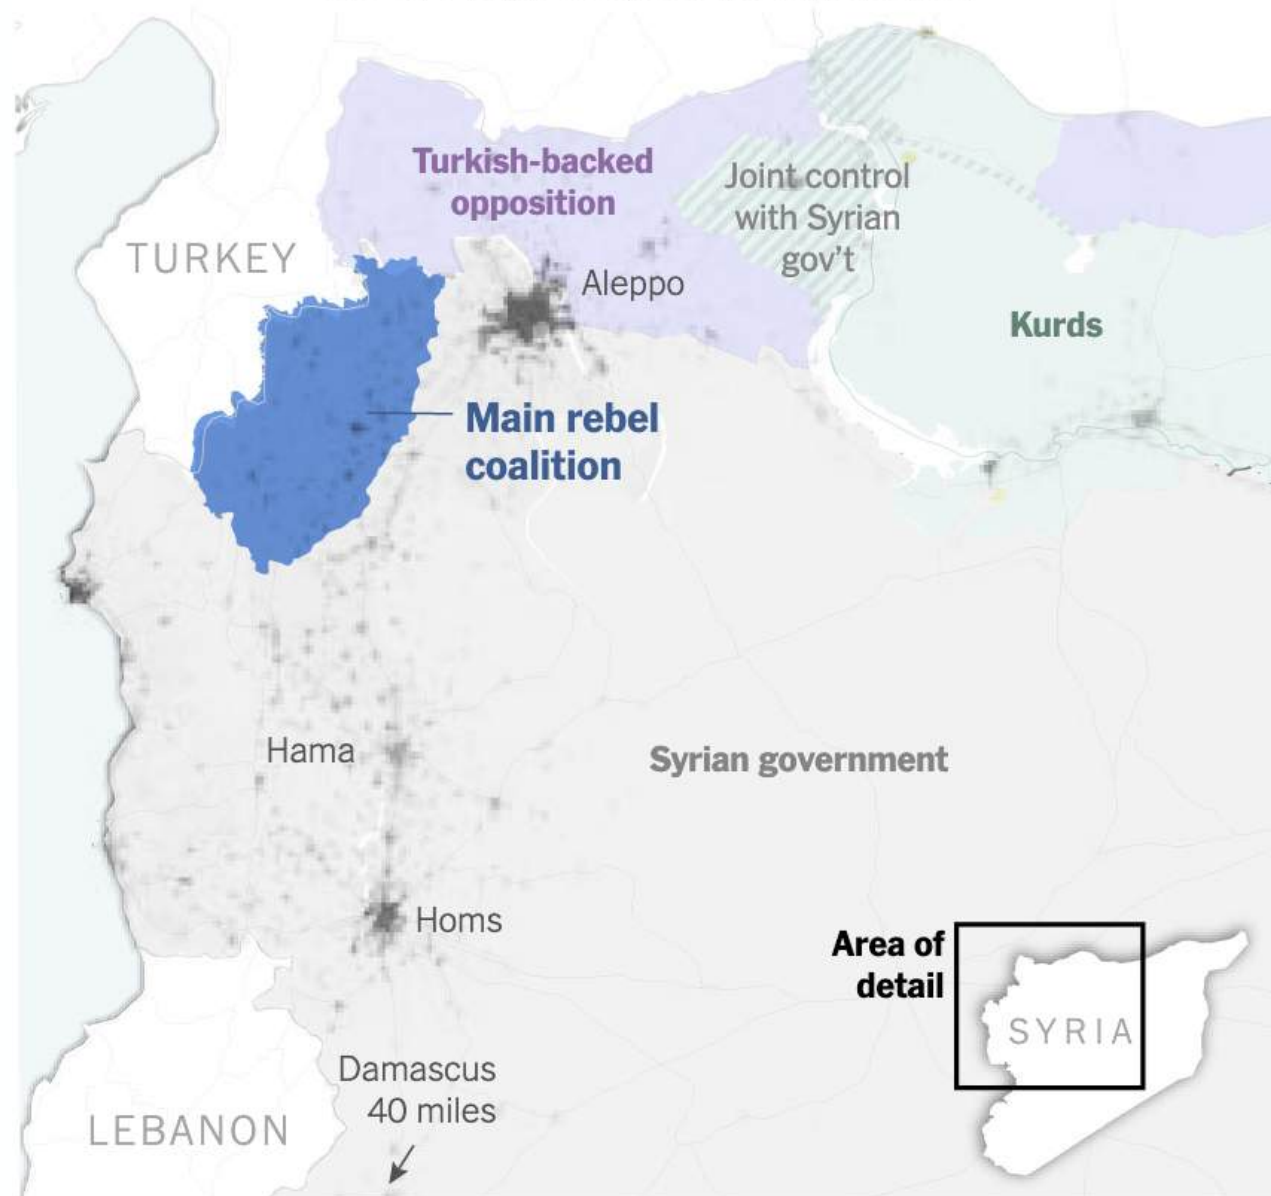 Turkish-backed
opposition
Joint control
with Syrian
gov't
TURKEY
Aleppo
Kurds
Main rebel
coalition
Hama
Syrian government
Homs
Area of
detail
SYRIA
Damascus
40 miles
LEBANON